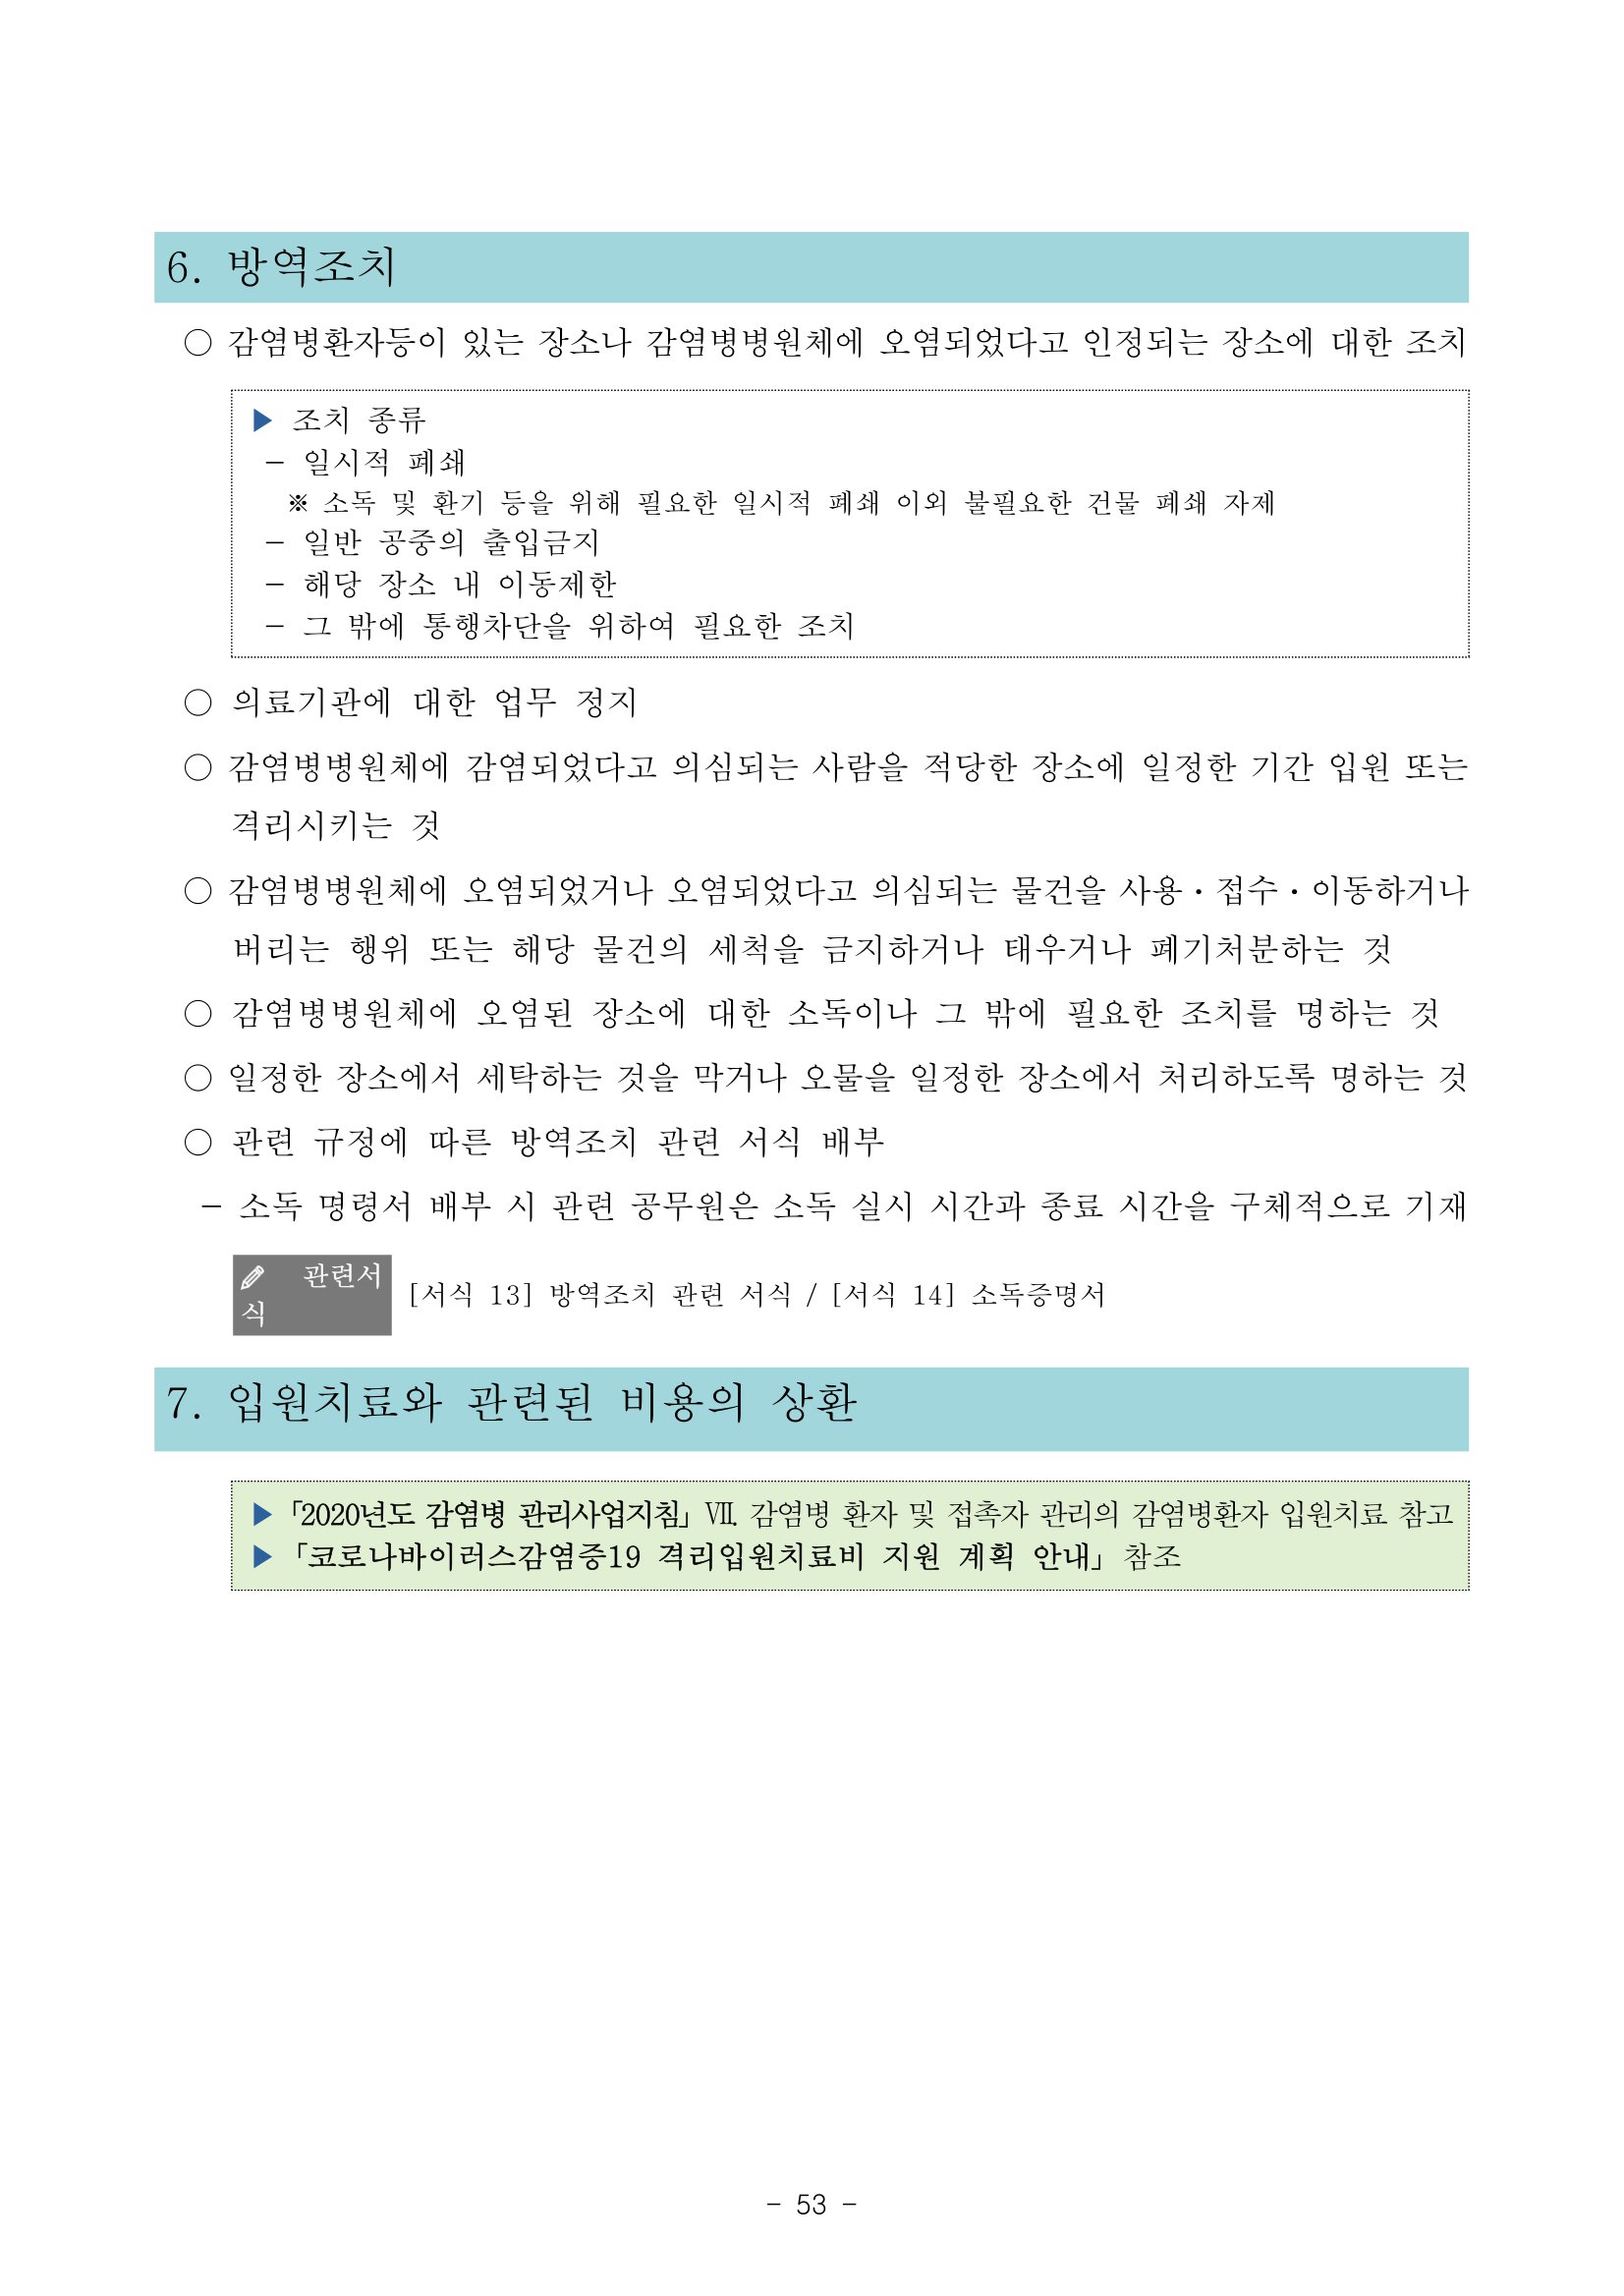 6. 방역조치
○ 감염병환자등이 있는 장소나 감염병병원체에 오염되었다고 인정되는 장소에 대한 조치
▶ 조치 종류
- 일시적 폐쇄
※ 소독 및 환기 등을 위해 필요한 일시적 폐쇄 이외 불필요한 건물 폐쇄 자제
- 일반 공중의 출입금지
- 해당 장소 내 이동제한
- 그 밖에 통행차단을 위하여 필요한 조치
○ 의료기관에 대한 업무 정지
○ 감염병병원체에 감염되었다고 의심되는 사람을 적당한 장소에 일정한 기간 입원 또는
격리시키는 것
○ 감염병병원체에 오염되었거나 오염되었다고 의심되는 물건을 사용·접수·이동하거나
버리는 행위 또는 해당 물건의 세척을 금지하거나 태우거나 폐기처분하는 것
○ 감염병병원체에 오염된 장소에 대한 소독이나 그 밖에 필요한 조치를 명하는 것
○ 일정한 장소에서 세탁하는 것을 막거나 오물을 일정한 장소에서 처리하도록 명하는 것
○ 관련 규정에 따른 방역조치 관련 서식 배부
- 소독 명령서 배부 시 관련 공무원은 소독 실시 시간과 종료 시간을 구체적으로 기재
관련서
식
[서식 13] 방역조치 관련 서식 / [서식 14] 소독증명서
7. 입원치료와 관련된 비용의 상환
▶「2020년도 감염병 관리사업지침」Ⅶ. 감염병 환자 및 접촉자 관리의 감염병환자 입원치료 참고
▶「코로나바이러스감염증19 격리입원치료비 지원 계획 안내」참조
- 53 -